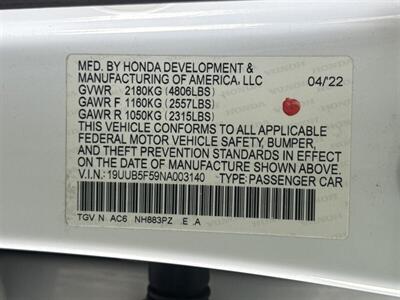 MFD. BY HONDA DEVELOPMENT &
MANUFACTURING OF AMERICA, LLC 04/22
GVWR 2180KG (4806LBS)
GAWR F 1160KG (2557LBS)
GAWR R 1050KG (2315LBS)
THIS VEHICLE CONFORMS TO ALL APPLICABLE
FEDERAL MOTOR VEHICLE SAFETY, BUMPER,
AND THEFT PREVENTION STANDARDS IN EFFECT
ON THE DATE OF MANUFACTURE SHOWN ABOVE.
V.I.N: 19UUB5F59NA003140 TYPE: PASSENGER CAR
TGV N AC6 NH883PZ E A